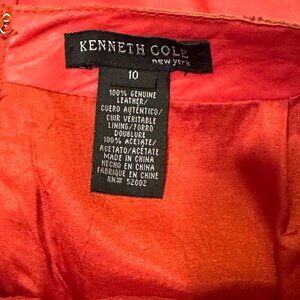 KENNETH COLE
new york
10
100% GENUINE
LEATHER/
CUERO AUTÉNTICO/
CUIR VÉRITABLE
LINING/FORRO
DOUBLURE
100% ACETATE/
ACETATO/ACÉTATE
MADE IN CHINA
HECHO EN CHINA
FABRIQUÉ EN CHINE
RN# 52002